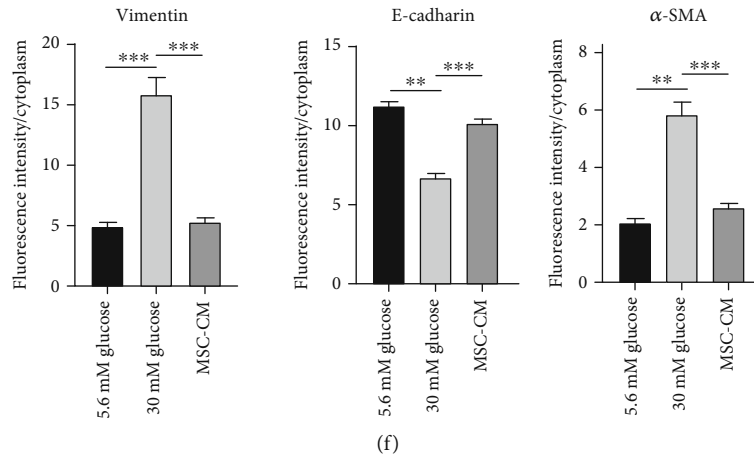 Vimentin
Fluorescence intensity/cytoplasm
20
15
10
5
0
***
***
5.6 mM glucose
30 mM glucose
MSC-CM
E-cadharin
Fluorescence intensity/cytoplasm
15
10
5
0
**
***
5.6 mM glucose
30 mM glucose
MSC-CM
α-SMA
Fluorescence intensity/cytoplasm
8
6
4
2
0
**
***
5.6 mM glucose
30 mM glucose
MSC-CM
(f)